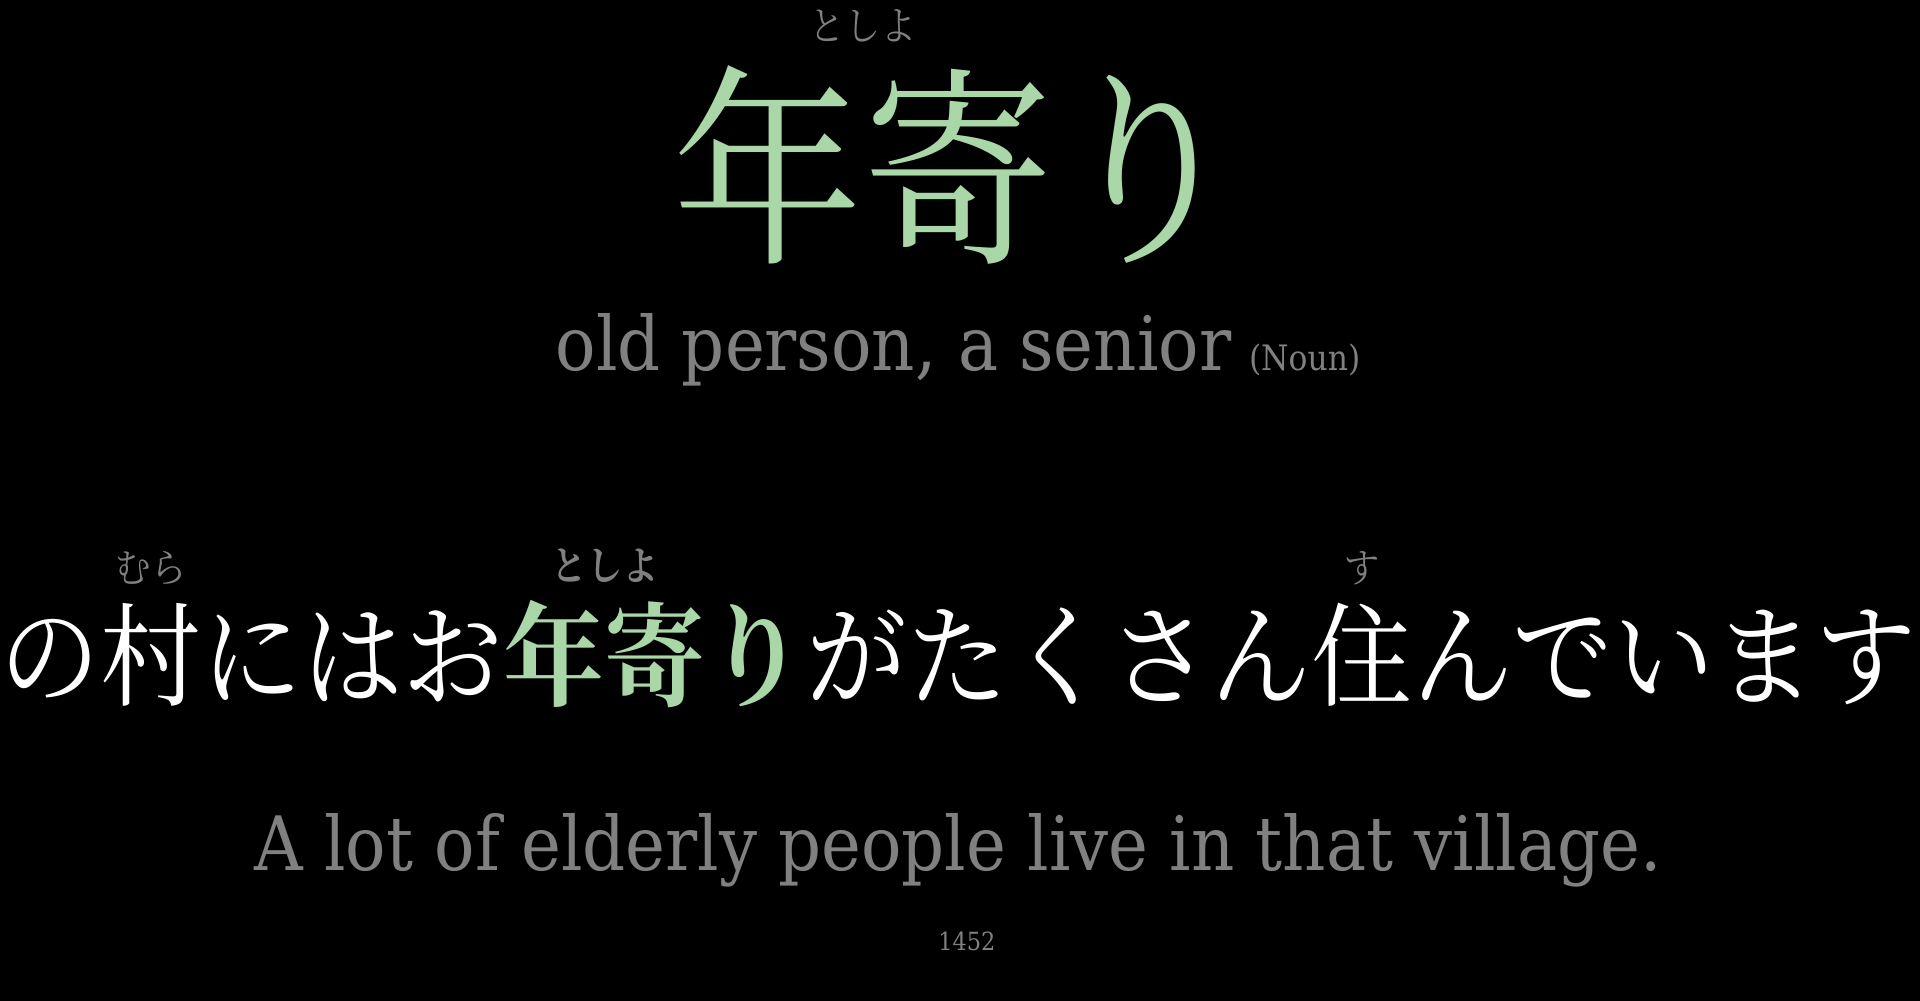 としよ
年寄り
old person, a senior (Noun)
むら としよ す
の村にはお年寄りがたくさん住んでいます
A lot of elderly people live in that village.
1452